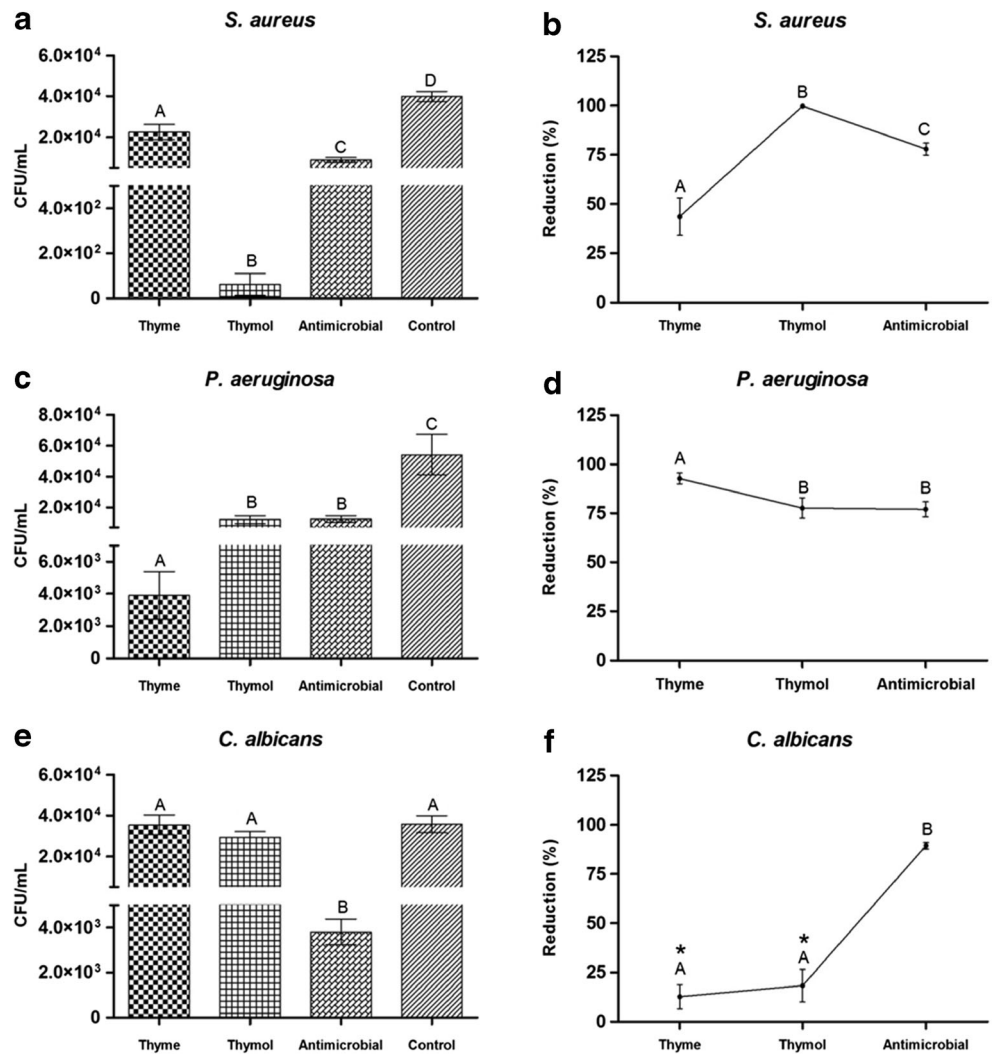 a
S. aureus
CFU/mL
6.0×10⁴
4.0×10⁴
2.0×10⁴
4.0×10²
2.0×10²
0
A
B
C
D
Thyme
Thymol
Antimicrobial
Control
b
S. aureus
Reduction (%)
125
100
75
50
25
0
A
B
C
Thyme
Thymol
Antimicrobial
c
P. aeruginosa
CFU/mL
8.0×10⁴
6.0×10⁴
4.0×10⁴
2.0×10⁴
6.0×10³
4.0×10³
2.0×10³
0
A
B
B
C
Thyme
Thymol
Antimicrobial
Control
d
P. aeruginosa
Reduction (%)
125
100
75
50
25
0
A
B
B
Thyme
Thymol
Antimicrobial
e
C. albicans
CFU/mL
6.0×10⁴
4.0×10⁴
2.0×10⁴
4.0×10³
2.0×10³
0
A
A
B
A
Thyme
Thymol
Antimicrobial
Control
f
C. albicans
Reduction (%)
125
100
75
50
25
0
*
A
*
A
B
Thyme
Thymol
Antimicrobial